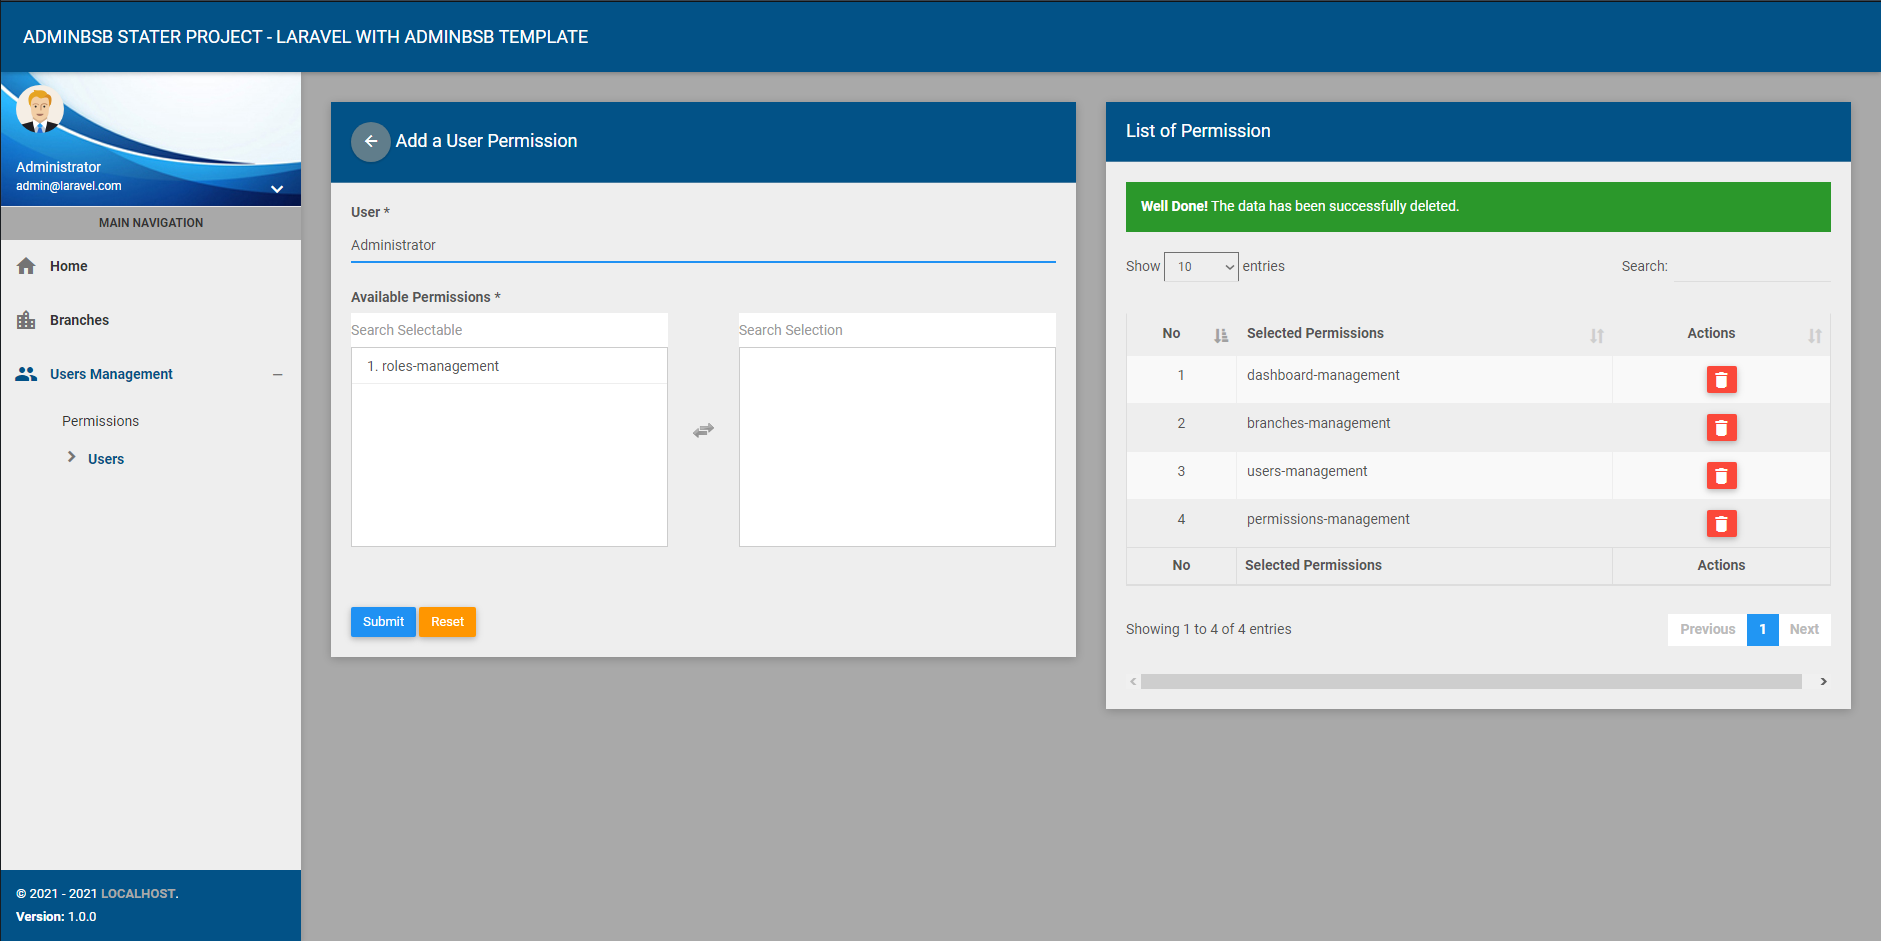 ADMINBSB STATER PROJECT - LARAVEL WITH ADMINBSB TEMPLATE
Administrator
admin@laravel.com
MAIN NAVIGATION
Home
Branches
Users Management
Permissions
Users
© 2021 - 2021 LOCALHOST.
Version: 1.0.0
Add a User Permission
User *
Administrator
Available Permissions *
Search Selectable
Search Selection
1. roles-management
Submit Reset
List of Permission
Well Done! The data has been successfully deleted.
Show 10 entries Search:
No Selected Permissions Actions
1 dashboard-management
2 branches-management
3 users-management
4 permissions-management
No Selected Permissions Actions
Showing 1 to 4 of 4 entries Previous 1 Next